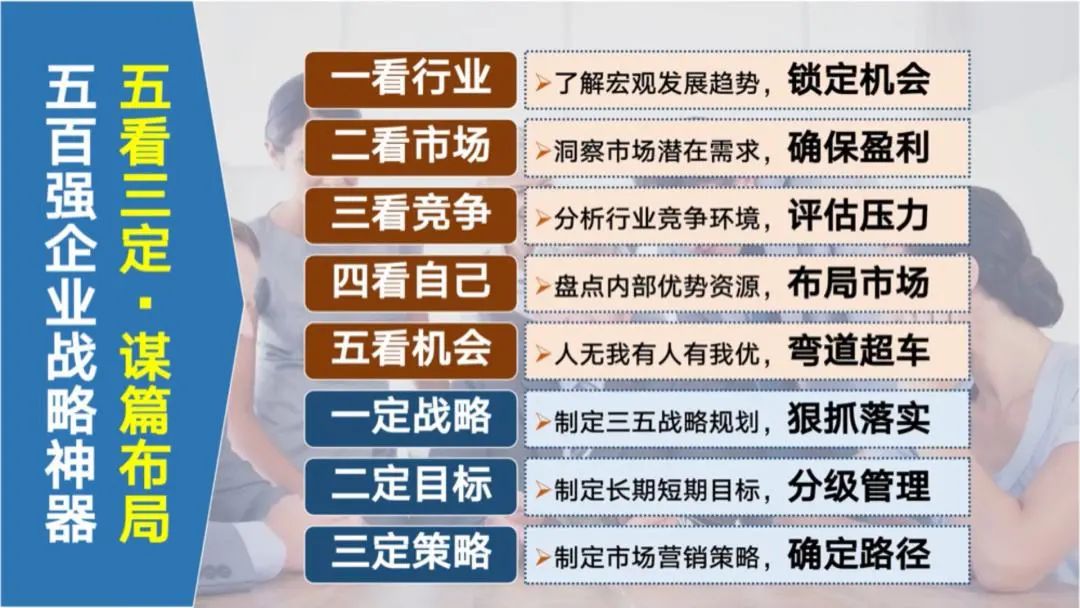 五看三定·谋篇布局
五百强企业战略神器
一看行业
了解宏观发展趋势，锁定机会
二看市场
洞察市场潜在需求，确保盈利
三看竞争
分析行业竞争环境，评估压力
四看自己
盘点内部优势资源，布局市场
五看机会
人无我有人有我优，弯道超车
一定战略
制定三五战略规划，狠抓落实
二定目标
制定长期短期目标，分级管理
三定策略
制定市场营销策略，确定路径